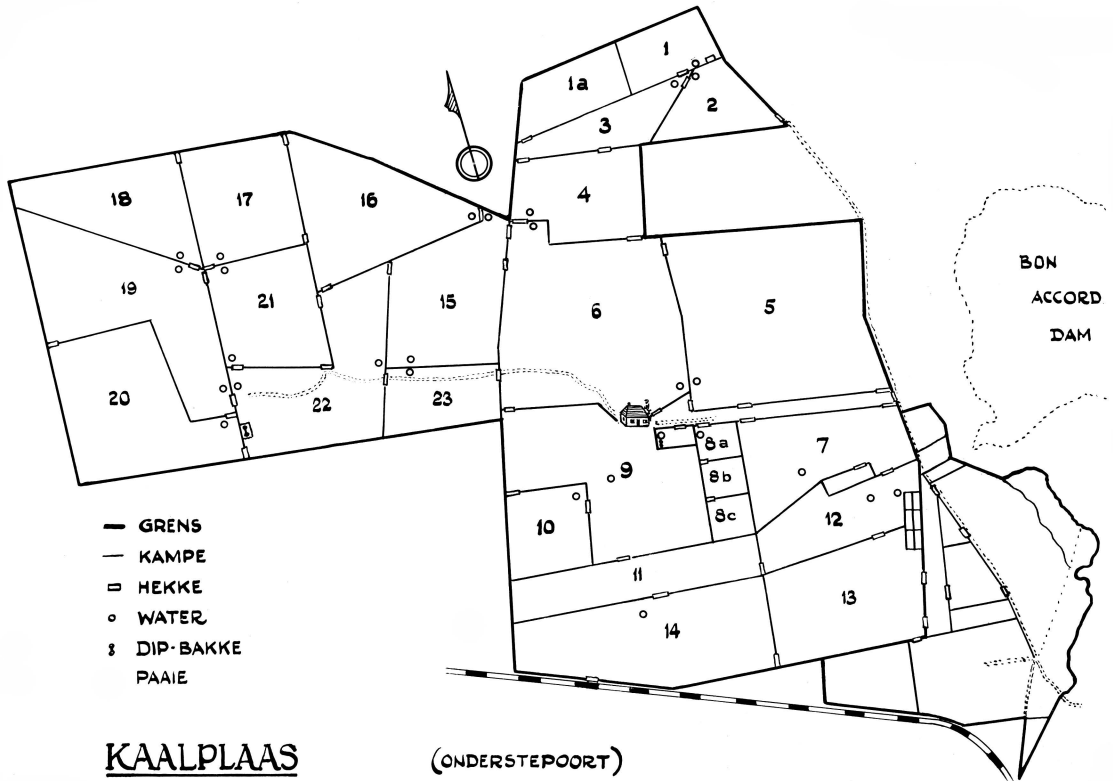 1
1a
2
3
4
18
17
16
BON
ACCORD
DAM
19
21
15
6
5
20
22
23
8a
7
9
8b
8c
12
10
11
13
14
GRENS
KAMPE
HEKKE
WATER
DIP-BAKKE
PAAIE
KAALPLAAS (ONDERSTEPOORT)